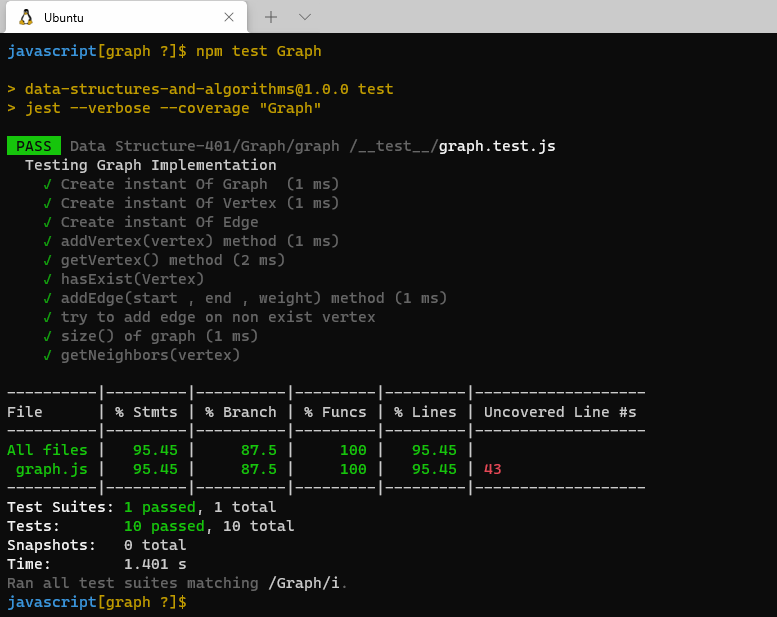 Ubuntu
javascript[graph ?]$ npm test Graph
> data-structures-and-algorithms@1.0.0 test
> jest --verbose --coverage "Graph"
PASS Data Structure-401/Graph/graph /__test__/graph.test.js
  Testing Graph Implementation
    √ Create instant Of Graph  (1 ms)
    √ Create instant Of Vertex (1 ms)
    √ Create instant Of Edge
    √ addVertex(vertex) method (1 ms)
    √ getVertex() method (2 ms)
    √ hasExist(Vertex)
    √ addEdge(start , end , weight) method (1 ms)
    √ try to add edge on non exist vertex
    √ size() of graph (1 ms)
    √ getNeighbors(vertex)
----------|---------|----------|---------|---------|-------------------
File      | % Stmts | % Branch | % Funcs | % Lines | Uncovered Line #s
----------|---------|----------|---------|---------|-------------------
All files |   95.45 |     87.5 |     100 |   95.45 |
 graph.js |   95.45 |     87.5 |     100 |   95.45 | 43
----------|---------|----------|---------|---------|-------------------
Test Suites: 1 passed, 1 total
Tests:       10 passed, 10 total
Snapshots:   0 total
Time:        1.401 s
Ran all test suites matching /Graph/i.
javascript[graph ?]$